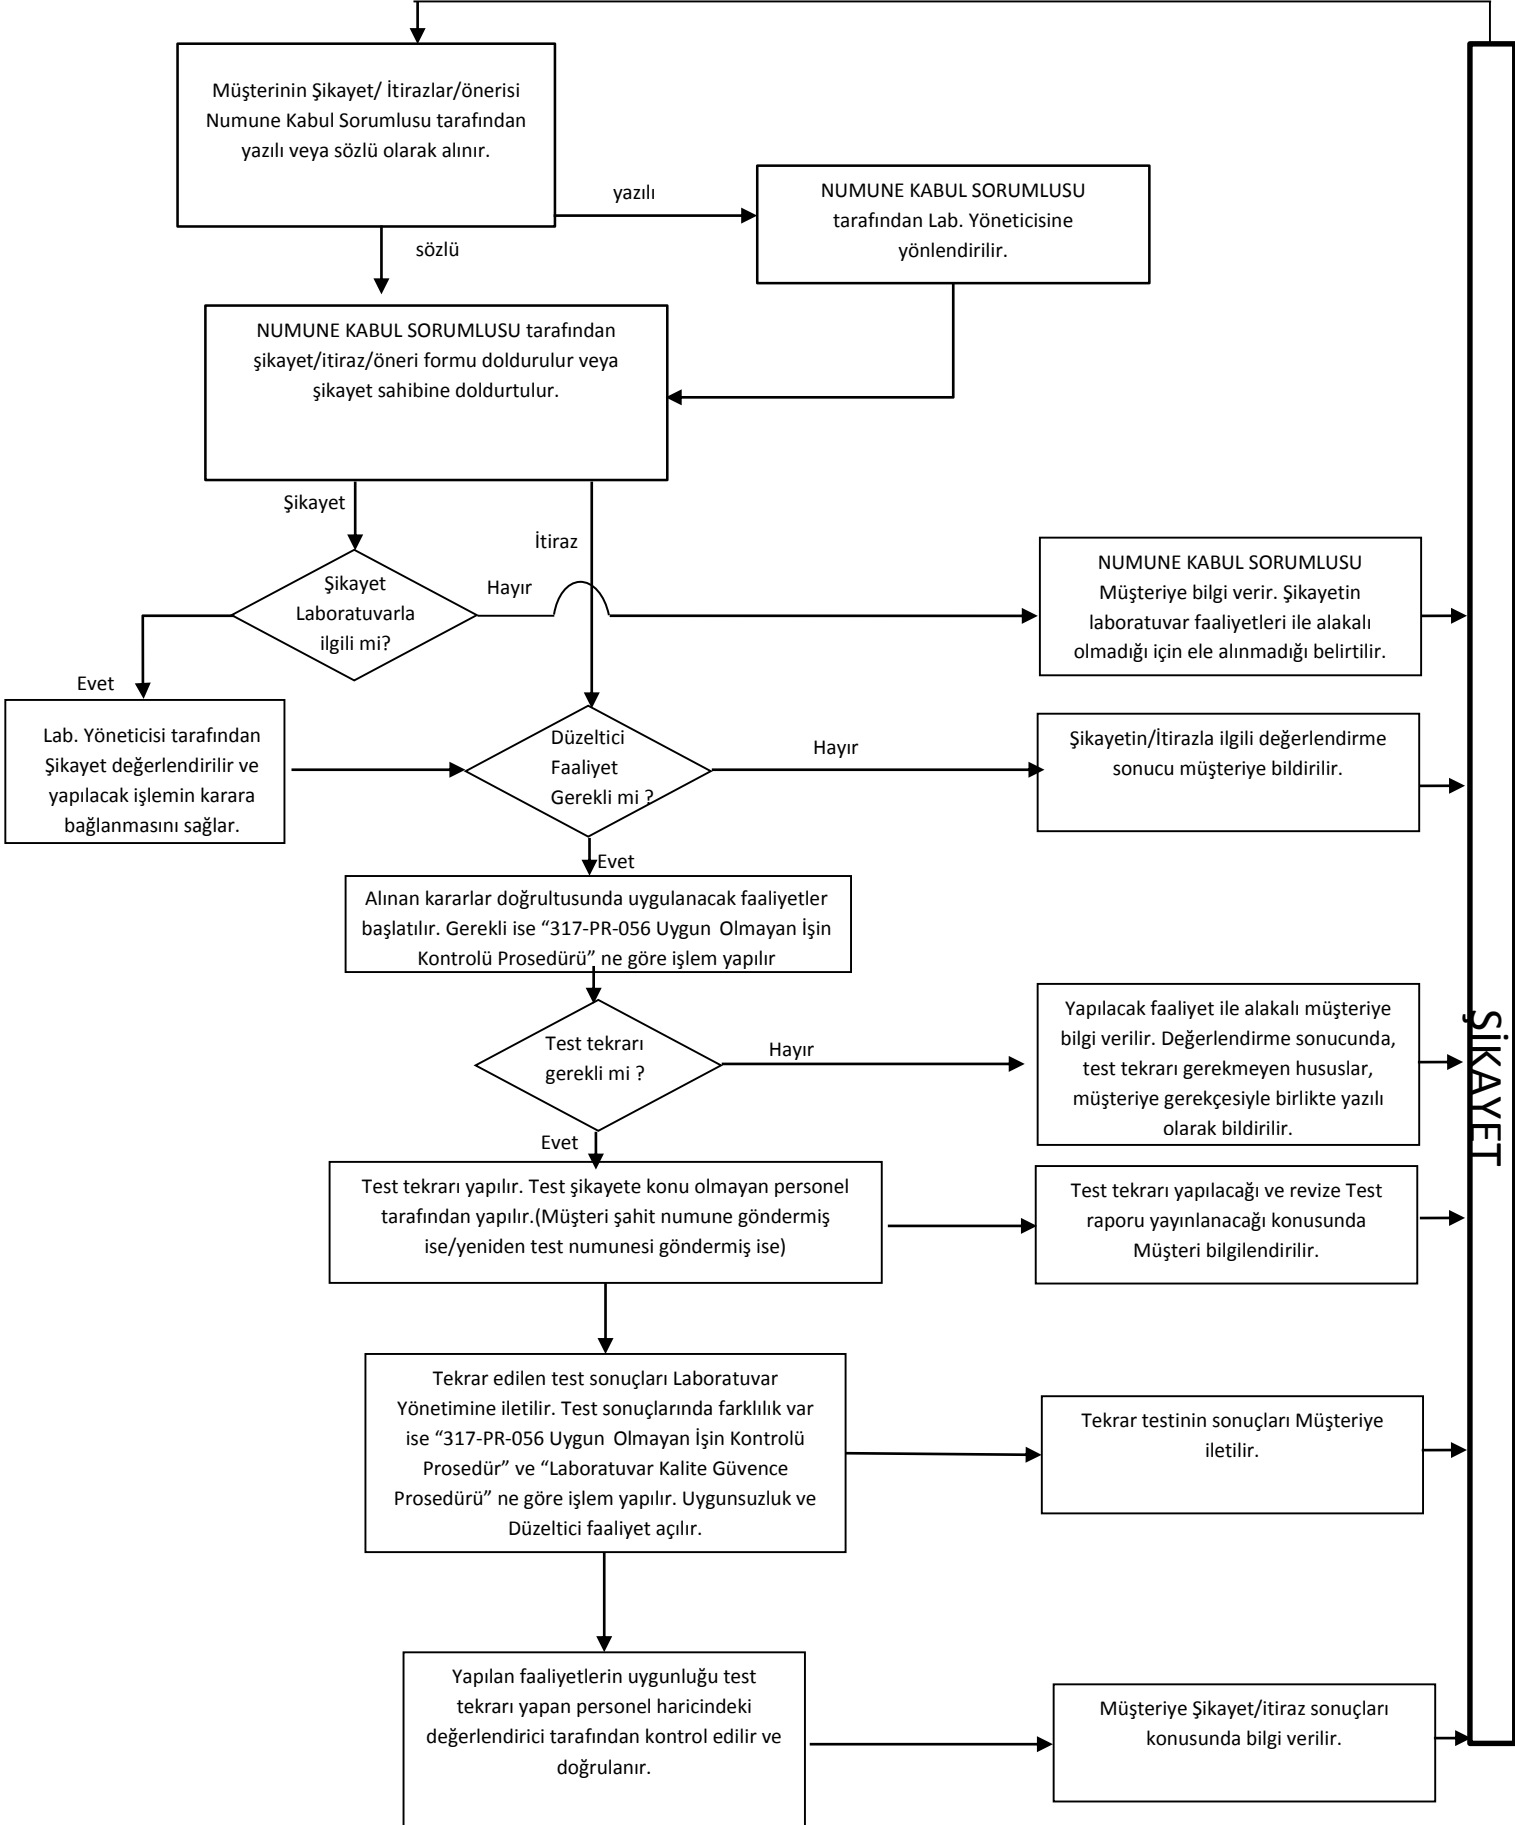 Müşterinin Şikayet/ İtirazlar/önerisi
Numune Kabul Sorumlusu tarafından
yazılı veya sözlü olarak alınır.
yazılı
NUMUNE KABUL SORUMLUSU
tarafından Lab. Yöneticisine
yönlendirilir.
sözlü
NUMUNE KABUL SORUMLUSU tarafından
şikayet/itiraz/öneri formu doldurulur veya
şikayet sahibine doldurtulur.
Şikayet
İtiraz
Şikayet
Laboratuvarla
ilgili mi?
Hayır
NUMUNE KABUL SORUMLUSU
Müşteriye bilgi verir. Şikayetin
laboratuvar faaliyetleri ile alakalı
olmadığı için ele alınmadığı belirtilir.
Evet
Lab. Yöneticisi tarafından
Şikayet değerlendirilir ve
yapılacak işlemin karara
bağlanmasını sağlar.
Düzeltici
Faaliyet
Gerekli mi ?
Hayır
Şikayetin/İtirazla ilgili değerlendirme
sonucu müşteriye bildirilir.
Evet
Alınan kararlar doğrultusunda uygulanacak faaliyetler
başlatılır. Gerekli ise “317-PR-056 Uygun Olmayan İşin
Kontrolü Prosedürü” ne göre işlem yapılır
Test tekrarı
gerekli mi ?
Hayır
Yapılacak faaliyet ile alakalı müşteriye
bilgi verilir. Değerlendirme sonucunda,
test tekrarı gerekmeyen hususlar,
müşteriye gerekçesiyle birlikte yazılı
olarak bildirilir.
ŞİKAYET
Evet
Test tekrarı yapılır. Test şikayete konu olmayan personel
tarafından yapılır.(Müşteri şahit numune göndermiş
ise/yeniden test numunesi göndermiş ise)
Test tekrarı yapılacağı ve revize Test
raporu yayınlanacağı konusunda
Müşteri bilgilendirilir.
Tekrar edilen test sonuçları Laboratuvar
Yönetimine iletilir. Test sonuçlarında farklılık var
ise “317-PR-056 Uygun Olmayan İşin Kontrolü
Prosedür” ve “Laboratuvar Kalite Güvence
Prosedürü” ne göre işlem yapılır. Uygunsuzluk ve
Düzeltici faaliyet açılır.
Tekrar testinin sonuçları Müşteriye
iletilir.
Yapılan faaliyetlerin uygunluğu test
tekrarı yapan personel haricindeki
değerlendirici tarafından kontrol edilir ve
doğrulanır.
Müşteriye Şikayet/itiraz sonuçları
konusunda bilgi verilir.